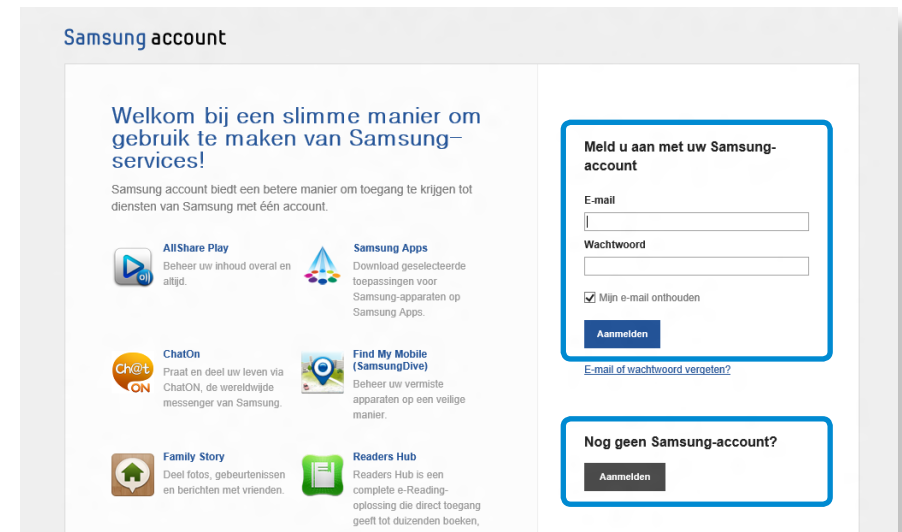 Samsung account
Welkom bij een slimme manier om
gebruik te maken van Samsung–
services!
Samsung account biedt een betere manier om toegang te krijgen tot
diensten van Samsung met één account.
AllShare Play
Beheer uw inhoud overal en
altijd.
Samsung Apps
Download geselecteerde
toepassingen voor
Samsung-apparaten op
Samsung Apps.
Ch@t
ON
ChatOn
Praat en deel uw leven via
ChatON, de wereldwijde
messenger van Samsung.
Find My Mobile
(SamsungDive)
Beheer uw vermiste
apparaten op een veilige
manier.
Family Story
Deel fotos, gebeurtenissen
en berichten met vrienden.
Readers Hub
Readers Hub is een
complete e-Reading-
oplossing die direct toegang
geeft tot duizenden boeken,
Meld u aan met uw Samsung-
account
E-mail
Wachtwoord
Mijn e-mail onthouden
Aanmelden
E-mail of wachtwoord vergeten?
Nog geen Samsung-account?
Aanmelden